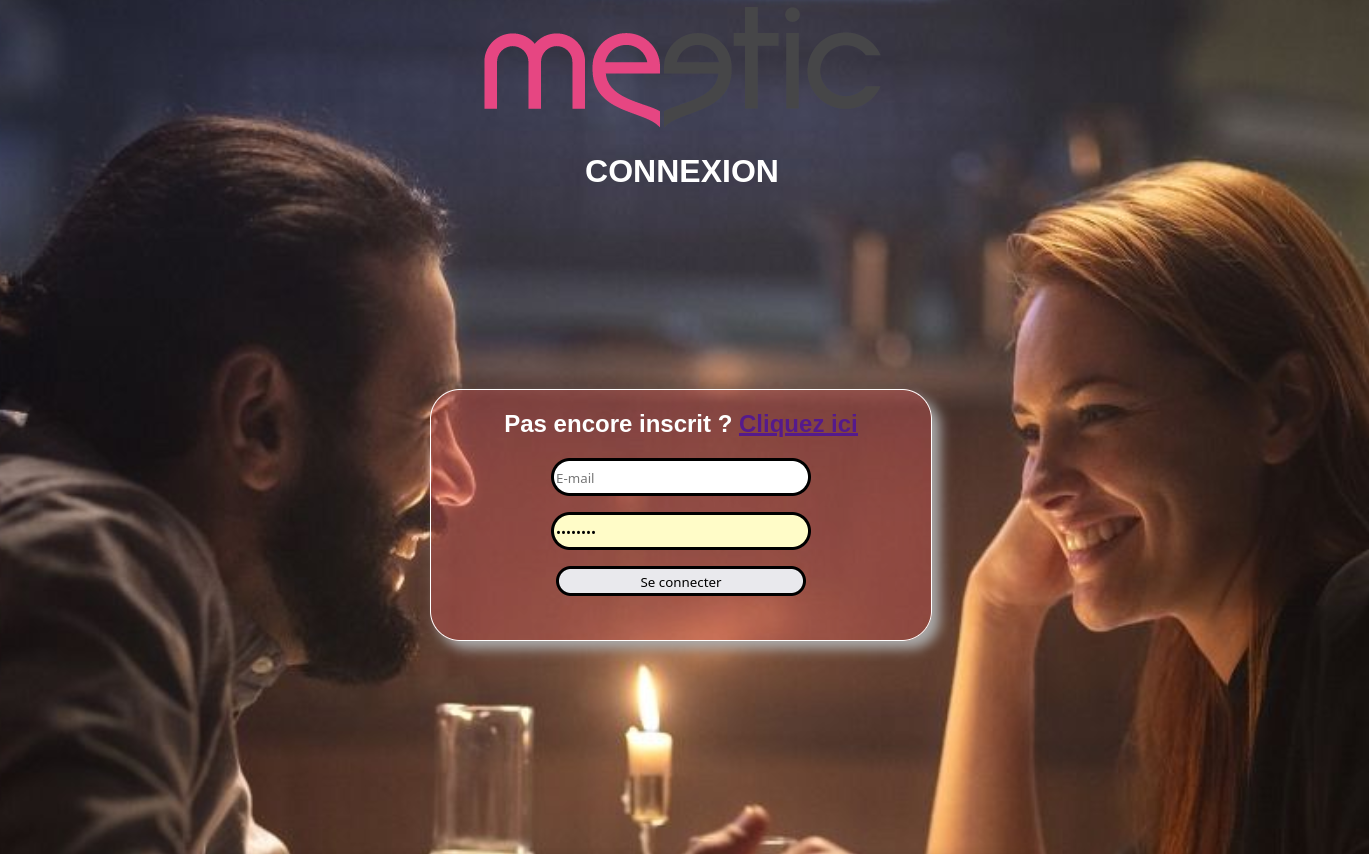 meetic
CONNEXION
Pas encore inscrit ? Cliquez ici
E-mail
••••••••
Se connecter